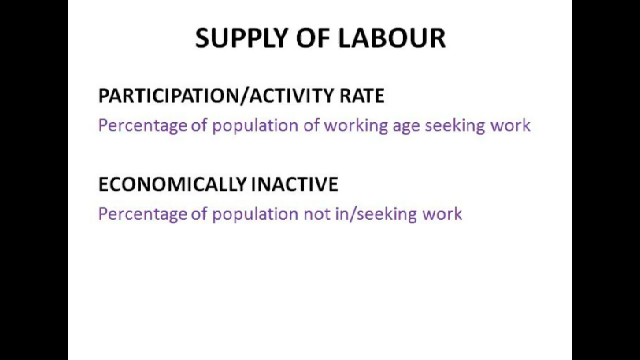 SUPPLY OF LABOUR
PARTICIPATION/ACTIVITY RATE
Percentage of population of working age seeking work
ECONOMICALLY INACTIVE
Percentage of population not in/seeking work